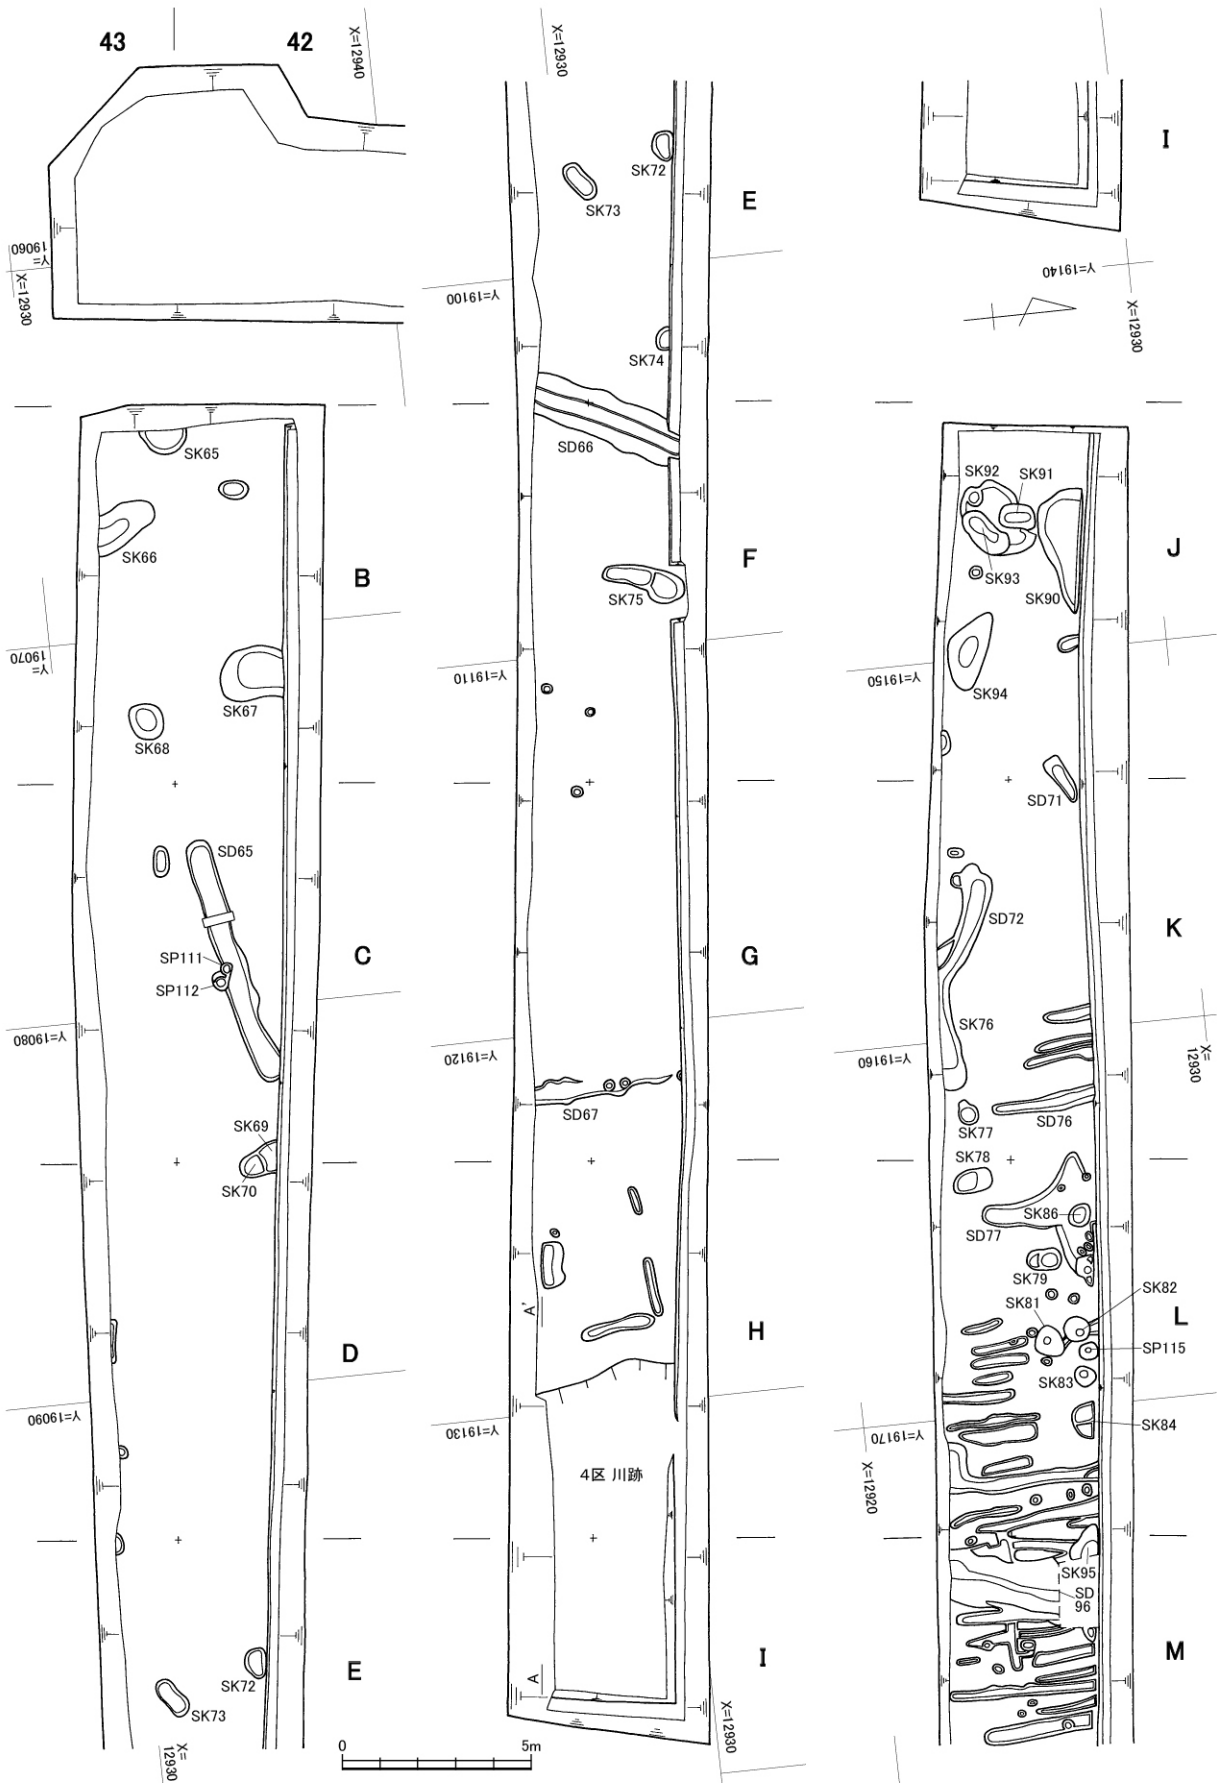 43
42
X=12940
Y=
19060
X=12930
SK65
SK66
B
Y=
19070
SK67
SK68
SD65
SP111
SP112
C
Y=19080
SK69
SK70
D
Y=19090
SK72
SK73
E
X=
12930
0
5m
X=12930
SK72
SK73
E
Y=19100
SK74
SD66
F
SK75
Y=19110
G
Y=19120
SD67
A'
H
Y=19130
4区 川跡
A
I
X=12930
I
Y=19140
X=12930
SK92
SK91
J
SK93
SK90
Y=19150
SK94
SD71
SD72
K
SK76
Y=19160
X=
12930
SD76
SK77
SK78
SK86
SD77
SK79
SK82
SK81
L
SP115
SK83
SK84
Y=19170
X=12920
SK95
SD
96
M